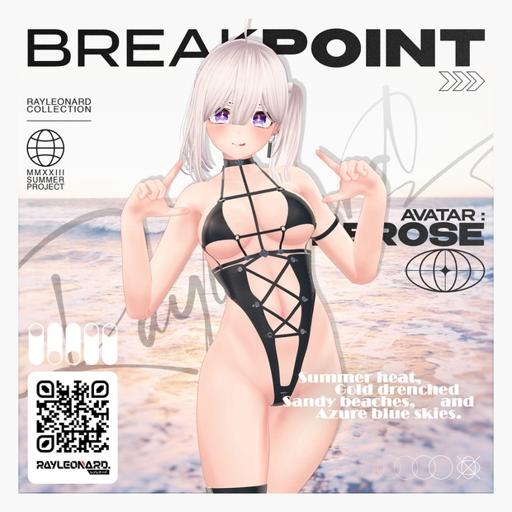 BREAKPOINT
RAYLEONARD
COLLECTION
MMXXIII
SUMMER
PROJECT
AVATAR :
ROSE
Summer heat,
Gold drenched
Sandy beaches, and
Azure blue skies.
RAYLEONARD.